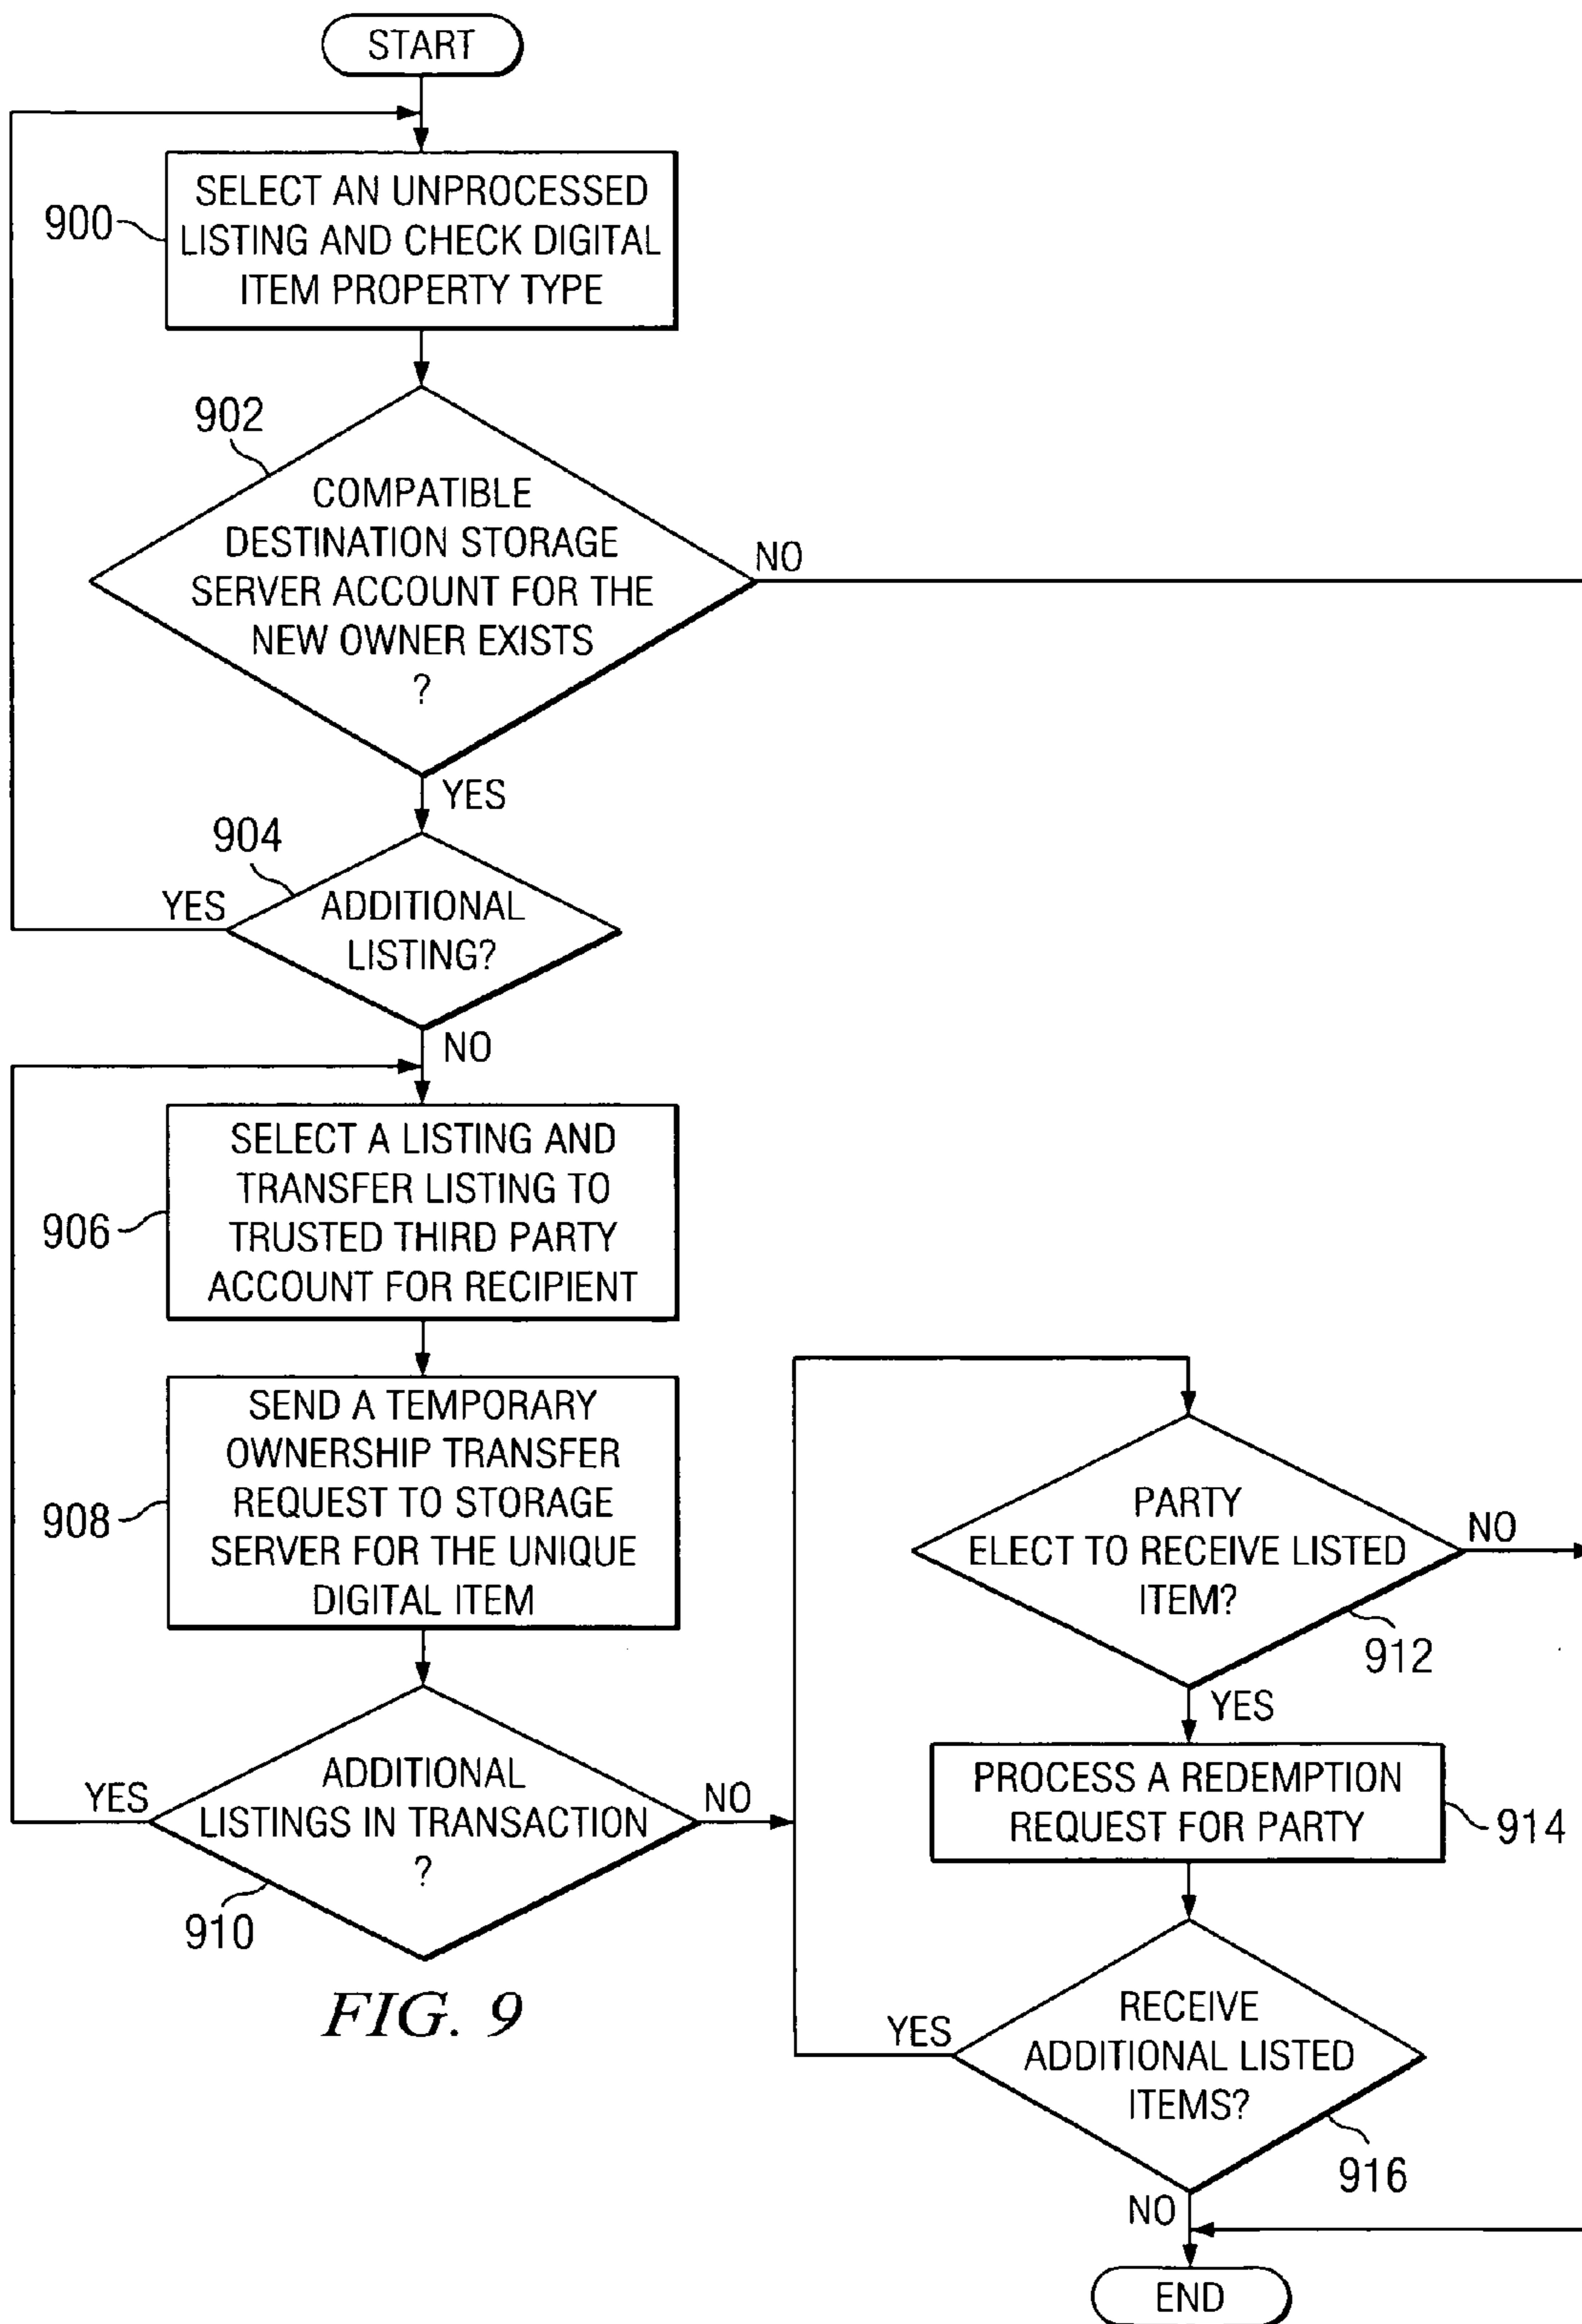 START
900
SELECT AN UNPROCESSED
LISTING AND CHECK DIGITAL
ITEM PROPERTY TYPE
902
COMPATIBLE
DESTINATION STORAGE
SERVER ACCOUNT FOR THE
NEW OWNER EXISTS
?
NO
YES
904
ADDITIONAL
LISTING?
YES
NO
906
SELECT A LISTING AND
TRANSFER LISTING TO
TRUSTED THIRD PARTY
ACCOUNT FOR RECIPIENT
908
SEND A TEMPORARY
OWNERSHIP TRANSFER
REQUEST TO STORAGE
SERVER FOR THE UNIQUE
DIGITAL ITEM
YES
ADDITIONAL
LISTINGS IN TRANSACTION
?
NO
910
PARTY
ELECT TO RECEIVE LISTED
ITEM?
NO
912
YES
PROCESS A REDEMPTION
REQUEST FOR PARTY
914
RECEIVE
ADDITIONAL LISTED
ITEMS?
YES
916
NO
END
FIG. 9